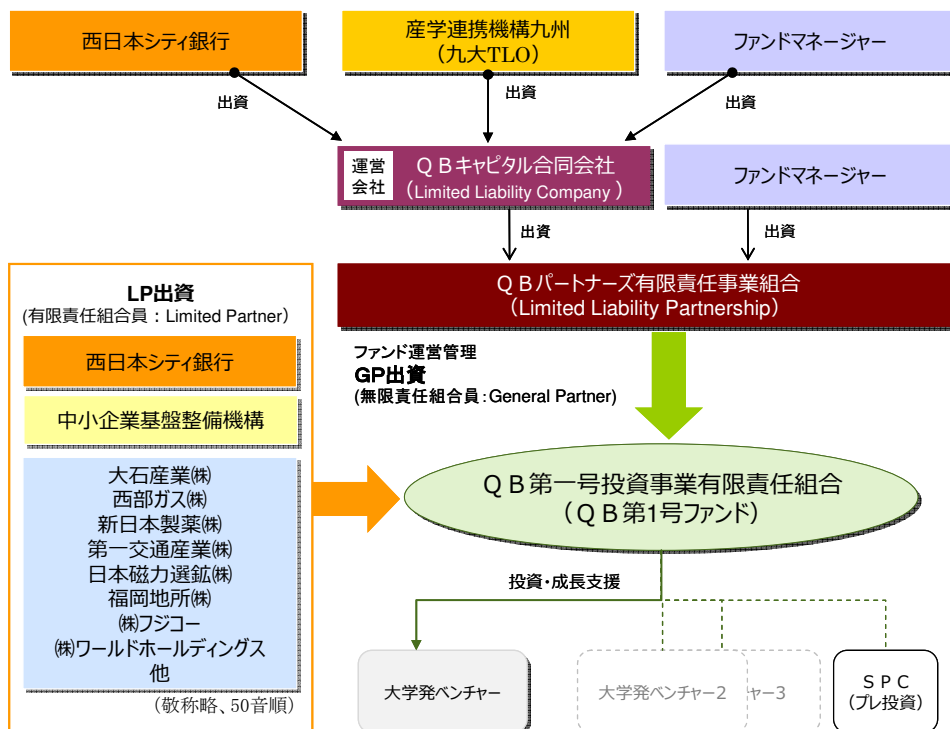 西日本シティ銀行
産学連携機構九州
（九大TLO）
ファンドマネージャー
出資
出資
出資
運営
会社
ＱＢキャピタル合同会社
（Limited Liability Company ）
ファンドマネージャー
出資
出資
ＱＢパートナーズ有限責任事業組合
（Limited Liability Partnership）
LP出資
(有限責任組合員：Limited Partner）
西日本シティ銀行
中小企業基盤整備機構
大石産業㈱
西部ガス㈱
新日本製薬㈱
第一交通産業㈱
日本磁力選鉱㈱
福岡地所㈱
㈱フジコー
㈱ワールドホールディングス
他
（敬称略、50音順）
ファンド運営管理
GP出資
(無限責任組合員：General Partner)
ＱＢ第一号投資事業有限責任組合
（ＱＢ第1号ファンド）
投資・成長支援
大学発ベンチャー
大学発ベンチャー2
ャー3
ＳＰＣ
（プレ投資）